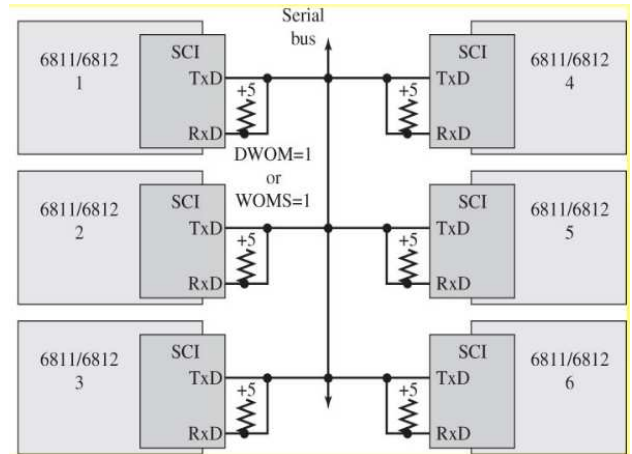 Serial
bus
6811/6812
1
SCI
TxD
+5
RxD
SCI
TxD
+5
RxD
6811/6812
4
DWOM=1
or
WOMS=1
6811/6812
2
SCI
TxD
+5
RxD
SCI
TxD
+5
RxD
6811/6812
5
6811/6812
3
SCI
TxD
+5
RxD
SCI
TxD
+5
RxD
6811/6812
6